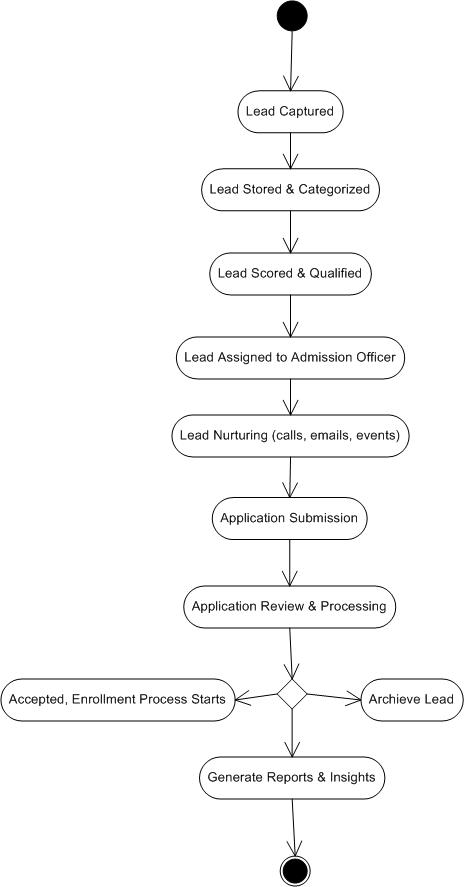 Lead Captured
Lead Stored & Categorized
Lead Scored & Qualified
Lead Assigned to Admission Officer
Lead Nurturing (calls, emails, events)
Application Submission
Application Review & Processing
Accepted, Enrollment Process Starts
Archieve Lead
Generate Reports & Insights